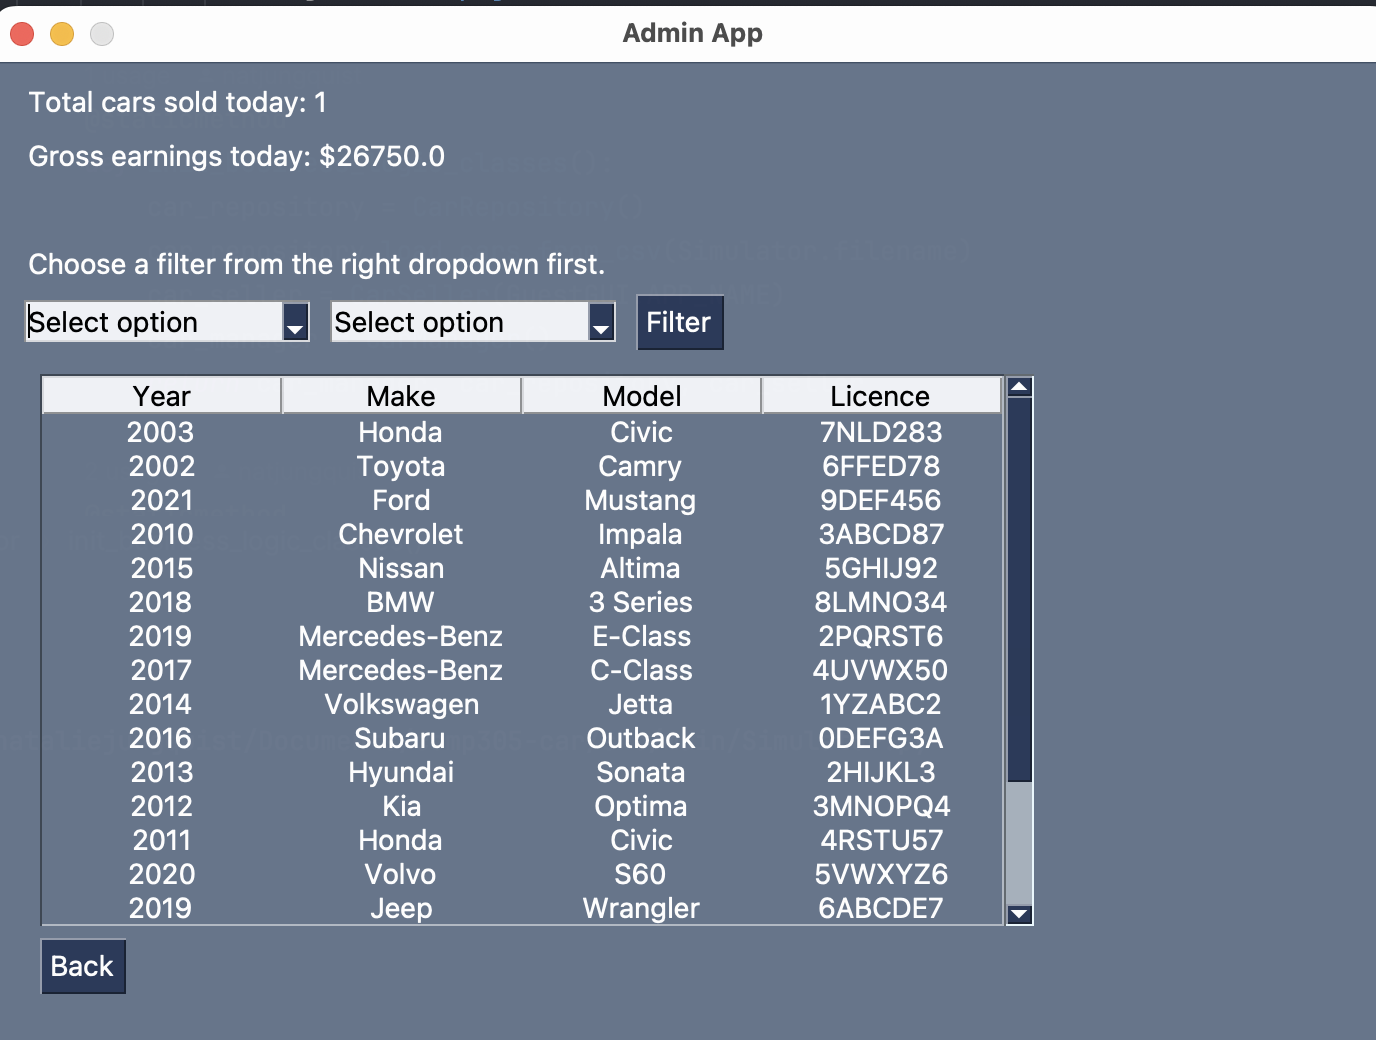 Admin App
Total cars sold today: 1
Gross earnings today: $26750.0
Choose a filter from the right dropdown first.
Select option Select option Filter
Year Make Model Licence
2003 Honda Civic 7NLD283
2002 Toyota Camry 6FFED78
2021 Ford Mustang 9DEF456
2010 Chevrolet Impala 3ABCD87
2015 Nissan Altima 5GHIJ92
2018 BMW 3 Series 8LMNO34
2019 Mercedes-Benz E-Class 2PQRST6
2017 Mercedes-Benz C-Class 4UVWX50
2014 Volkswagen Jetta 1YZABC2
2016 Subaru Outback 0DEFG3A
2013 Hyundai Sonata 2HIJKL3
2012 Kia Optima 3MNOPQ4
2011 Honda Civic 4RSTU57
2020 Volvo S60 5VWXYZ6
2019 Jeep Wrangler 6ABCDE7
Back